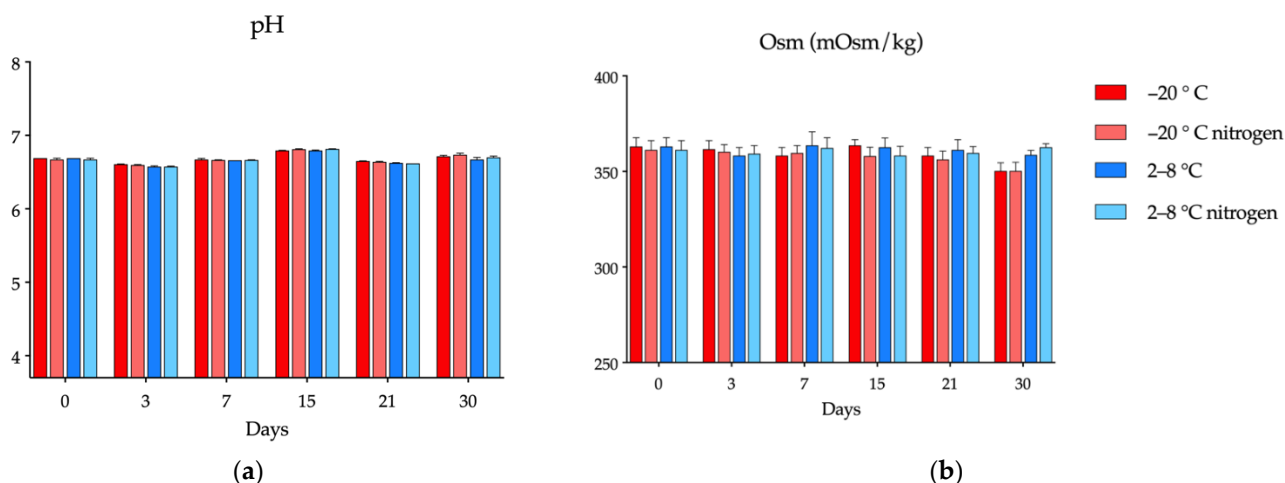 pH
8
7
6
5
4
0 3 7 15 21 30
Days
(a)
Osm (mOsm/kg)
400
350
300
250
0 3 7 15 21 30
Days
(b)
–20 ° C
–20 ° C nitrogen
2–8 °C
2–8 °C nitrogen